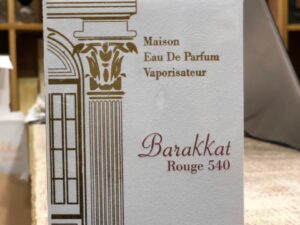 Maison
Eau De Parfum
Vaporisateur
Barakkat
Rouge 540